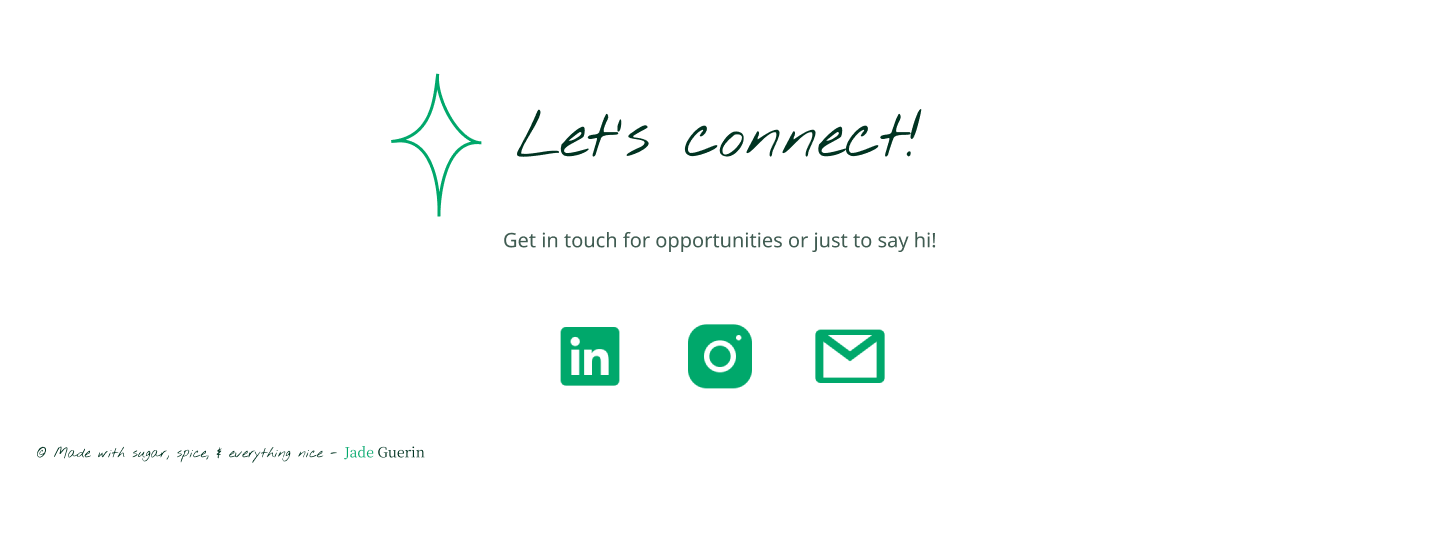 Let's connect!
Get in touch for opportunities or just to say hi!
in
© Made with sugar, spice, & everything nice - Jade Guerin